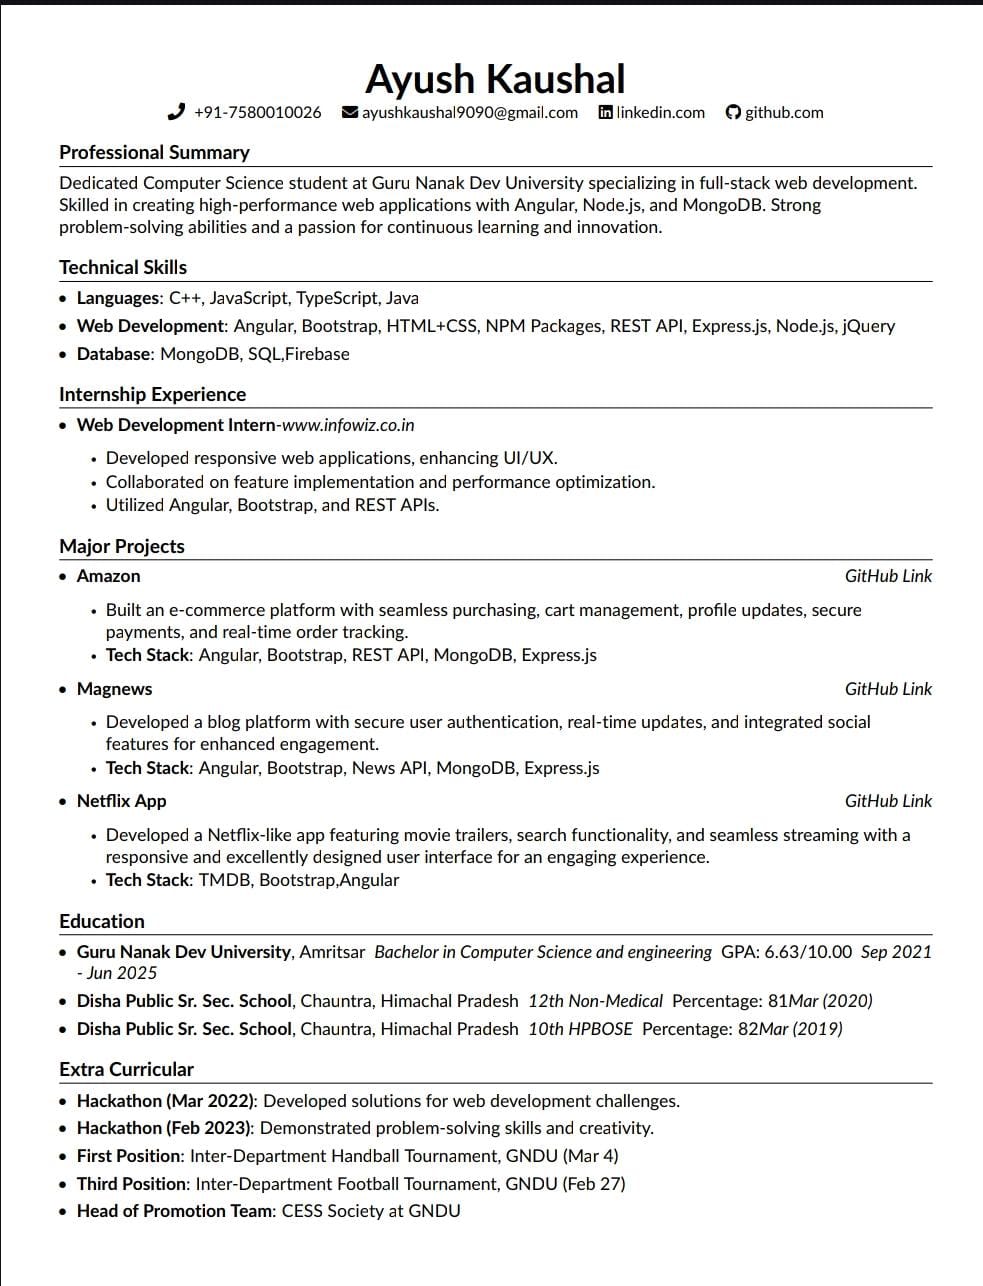 Ayush Kaushal
+91-7580010026 ayushkaushal9090@gmail.com linkedin.com github.com
Professional Summary
Dedicated Computer Science student at Guru Nanak Dev University specializing in full-stack web development.
Skilled in creating high-performance web applications with Angular, Node.js, and MongoDB. Strong
problem-solving abilities and a passion for continuous learning and innovation.
Technical Skills
• Languages: C++, JavaScript, TypeScript, Java
• Web Development: Angular, Bootstrap, HTML+CSS, NPM Packages, REST API, Express.js, Node.js, jQuery
• Database: MongoDB, SQL,Firebase
Internship Experience
• Web Development Intern-www.infowiz.co.in
• Developed responsive web applications, enhancing UI/UX.
• Collaborated on feature implementation and performance optimization.
• Utilized Angular, Bootstrap, and REST APIs.
Major Projects
• Amazon GitHub Link
• Built an e-commerce platform with seamless purchasing, cart management, profile updates, secure
payments, and real-time order tracking.
• Tech Stack: Angular, Bootstrap, REST API, MongoDB, Express.js
• Magnews GitHub Link
• Developed a blog platform with secure user authentication, real-time updates, and integrated social
features for enhanced engagement.
• Tech Stack: Angular, Bootstrap, News API, MongoDB, Express.js
• Netflix App GitHub Link
• Developed a Netflix-like app featuring movie trailers, search functionality, and seamless streaming with a
responsive and excellently designed user interface for an engaging experience.
• Tech Stack: TMDB, Bootstrap,Angular
Education
• Guru Nanak Dev University, Amritsar Bachelor in Computer Science and engineering GPA: 6.63/10.00 Sep 2021
- Jun 2025
• Disha Public Sr. Sec. School, Chauntra, Himachal Pradesh 12th Non-Medical Percentage: 81Mar (2020)
• Disha Public Sr. Sec. School, Chauntra, Himachal Pradesh 10th HPBOSE Percentage: 82Mar (2019)
Extra Curricular
• Hackathon (Mar 2022): Developed solutions for web development challenges.
• Hackathon (Feb 2023): Demonstrated problem-solving skills and creativity.
• First Position: Inter-Department Handball Tournament, GNDU (Mar 4)
• Third Position: Inter-Department Football Tournament, GNDU (Feb 27)
• Head of Promotion Team: CESS Society at GNDU